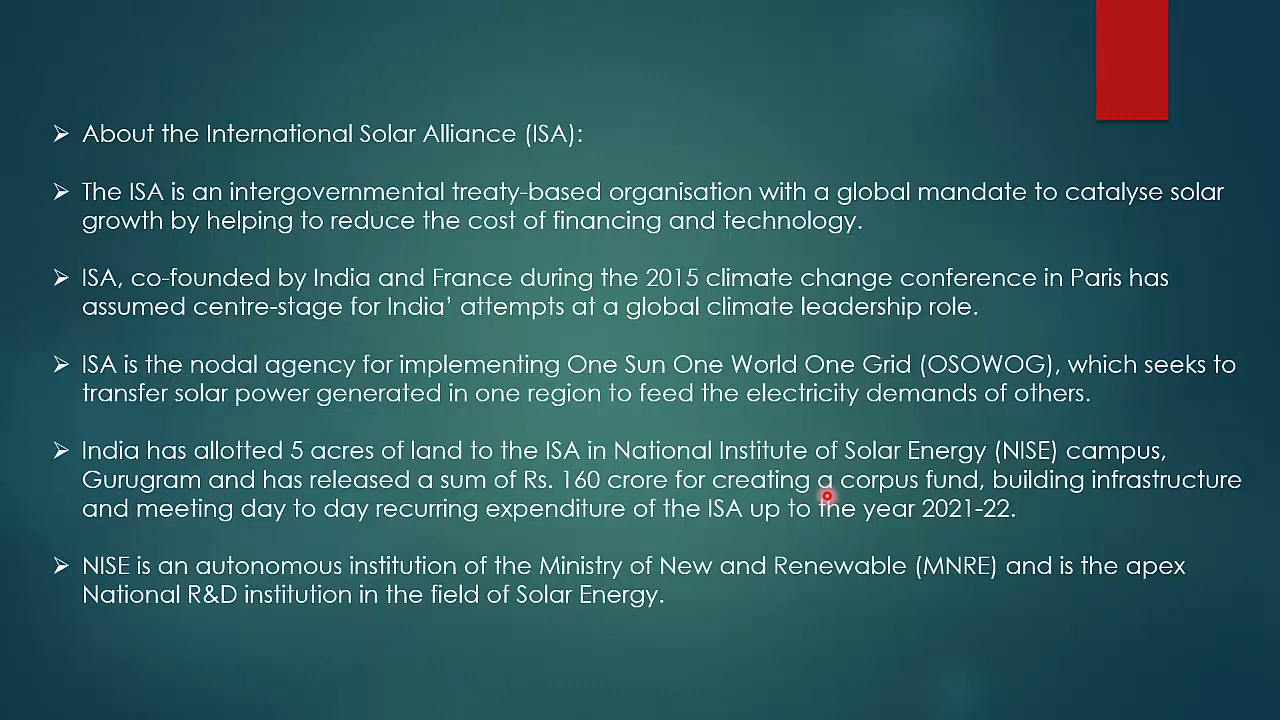 ➢ About the International Solar Alliance (ISA):
➢ The ISA is an intergovernmental treaty-based organisation with a global mandate to catalyse solar
growth by helping to reduce the cost of financing and technology.
➢ ISA, co-founded by India and France during the 2015 climate change conference in Paris has
assumed centre-stage for India’ attempts at a global climate leadership role.
➢ ISA is the nodal agency for implementing One Sun One World One Grid (OSOWOG), which seeks to
transfer solar power generated in one region to feed the electricity demands of others.
➢ India has allotted 5 acres of land to the ISA in National Institute of Solar Energy (NISE) campus,
Gurugram and has released a sum of Rs. 160 crore for creating a corpus fund, building infrastructure
and meeting day to day recurring expenditure of the ISA up to the year 2021-22.
➢ NISE is an autonomous institution of the Ministry of New and Renewable (MNRE) and is the apex
National R&D institution in the field of Solar Energy.